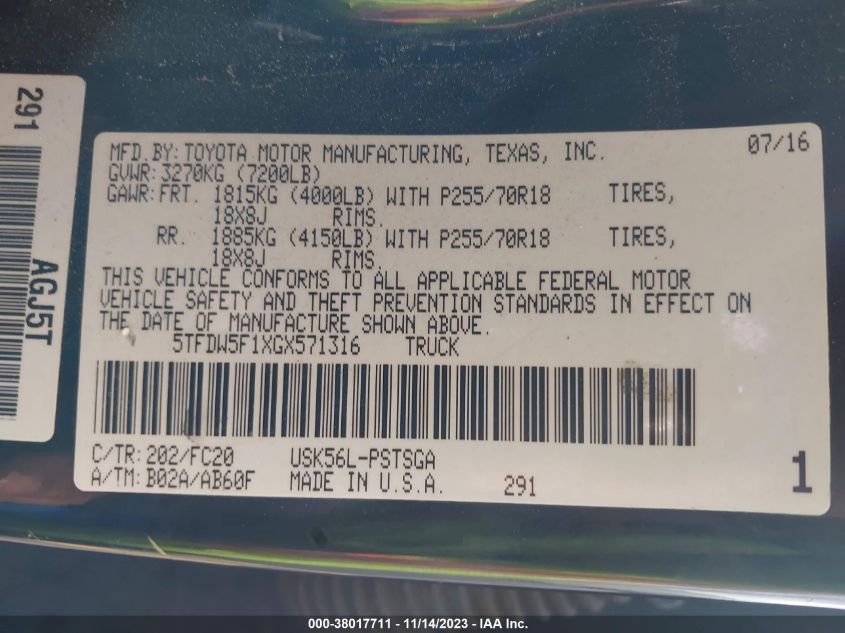 291
AGJ5T
MFD.BY:TOYOTA MOTOR MANUFACTURING, TEXAS, INC. 07/16
GVWR:3270KG (7200LB)
GAWR:FRT. 1815KG (4000LB) WITH P255/70R18 TIRES,
18X8J RIMS.
RR. 1885KG (4150LB) WITH P255/70R18 TIRES,
18X8J RIMS.
THIS VEHICLE CONFORMS TO ALL APPLICABLE FEDERAL MOTOR
VEHICLE SAFETY AND THEFT PREVENTION STANDARDS IN EFFECT ON
THE DATE OF MANUFACTURE SHOWN ABOVE.
5TFDW5F1XGX571316 TRUCK
C/TR: 202/FC20 USK56L-PSTSGA
A/TM: B02A/AB60F MADE IN U.S.A. 291 1
000-38017711 - 11/14/2023 - IAA Inc.